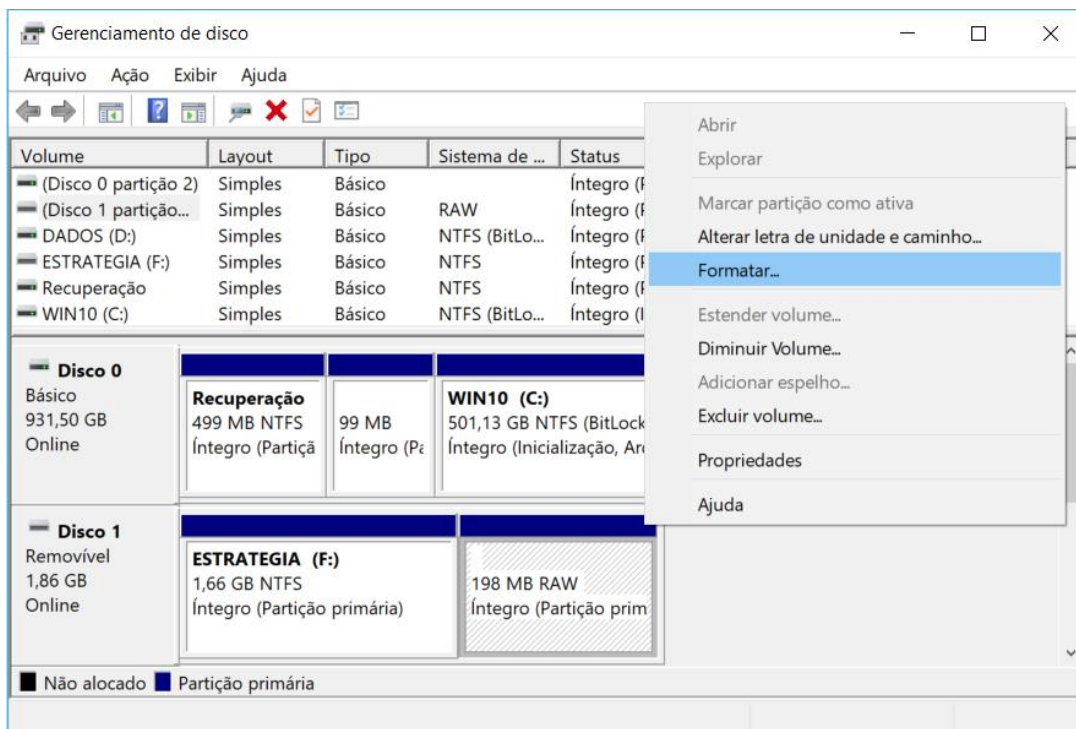 Gerenciamento de disco
Arquivo Ação Exibir Ajuda
Volume Layout Tipo Sistema de ... Status
(Disco 0 partição 2) Simples Básico Íntegro (
(Disco 1 partição... Simples Básico RAW Íntegro (
DADOS (D:) Simples Básico NTFS (BitLo... Íntegro (
ESTRATEGIA (F:) Simples Básico NTFS Íntegro (
Recuperação Simples Básico NTFS Íntegro (
WIN10 (C:) Simples Básico NTFS (BitLo... Íntegro (I
Abrir
Explorar
Marcar partição como ativa
Alterar letra de unidade e caminho...
Formatar...
Estender volume...
Diminuir Volume...
Adicionar espelho...
Excluir volume...
Propriedades
Ajuda
Disco 0
Básico
931,50 GB
Online
Recuperação
499 MB NTFS
Íntegro (Partiçã
99 MB
Íntegro (Pa
WIN10 (C:)
501,13 GB NTFS (BitLock
Íntegro (Inicialização, Ar
Disco 1
Removível
1,86 GB
Online
ESTRATEGIA (F:)
1,66 GB NTFS
Íntegro (Partição primária)
198 MB RAW
Íntegro (Partição prim
Não alocado Partição primária